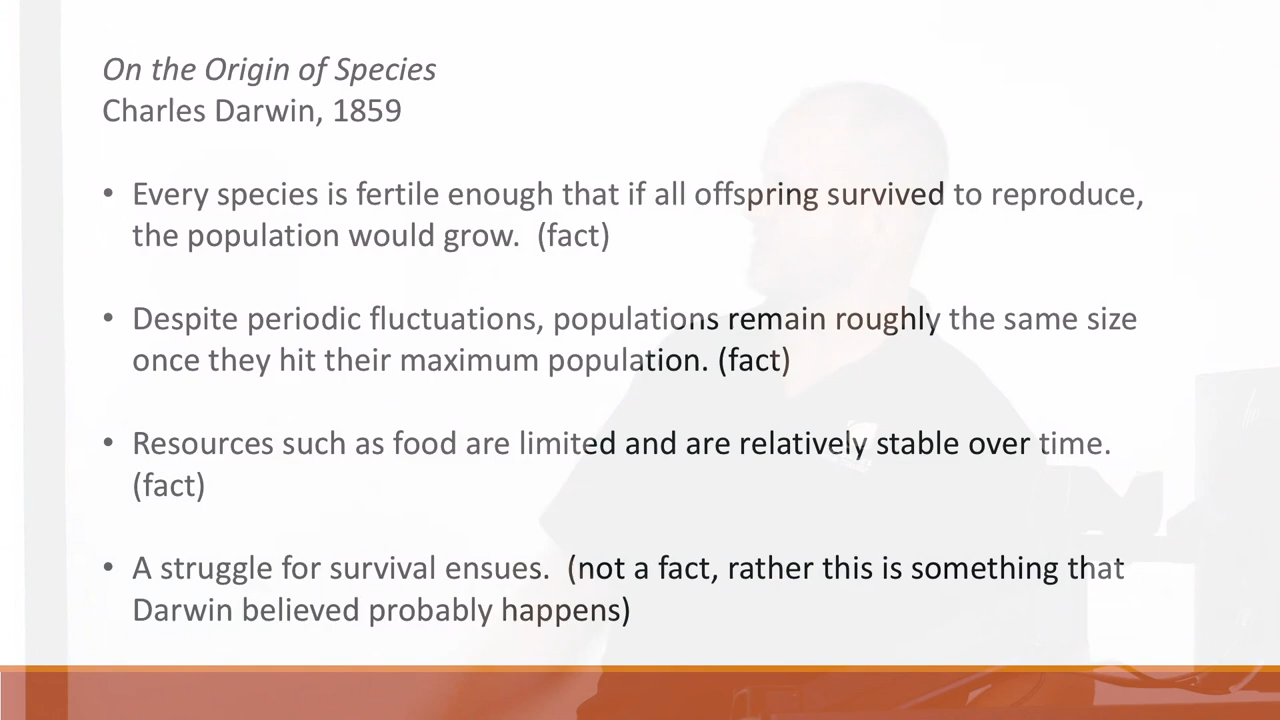 On the Origin of Species
Charles Darwin, 1859
• Every species is fertile enough that if all offspring survived to reproduce,
the population would grow.  (fact)
• Despite periodic fluctuations, populations remain roughly the same size
once they hit their maximum population. (fact)
• Resources such as food are limited and are relatively stable over time.
(fact)
• A struggle for survival ensues.  (not a fact, rather this is something that
Darwin believed probably happens)